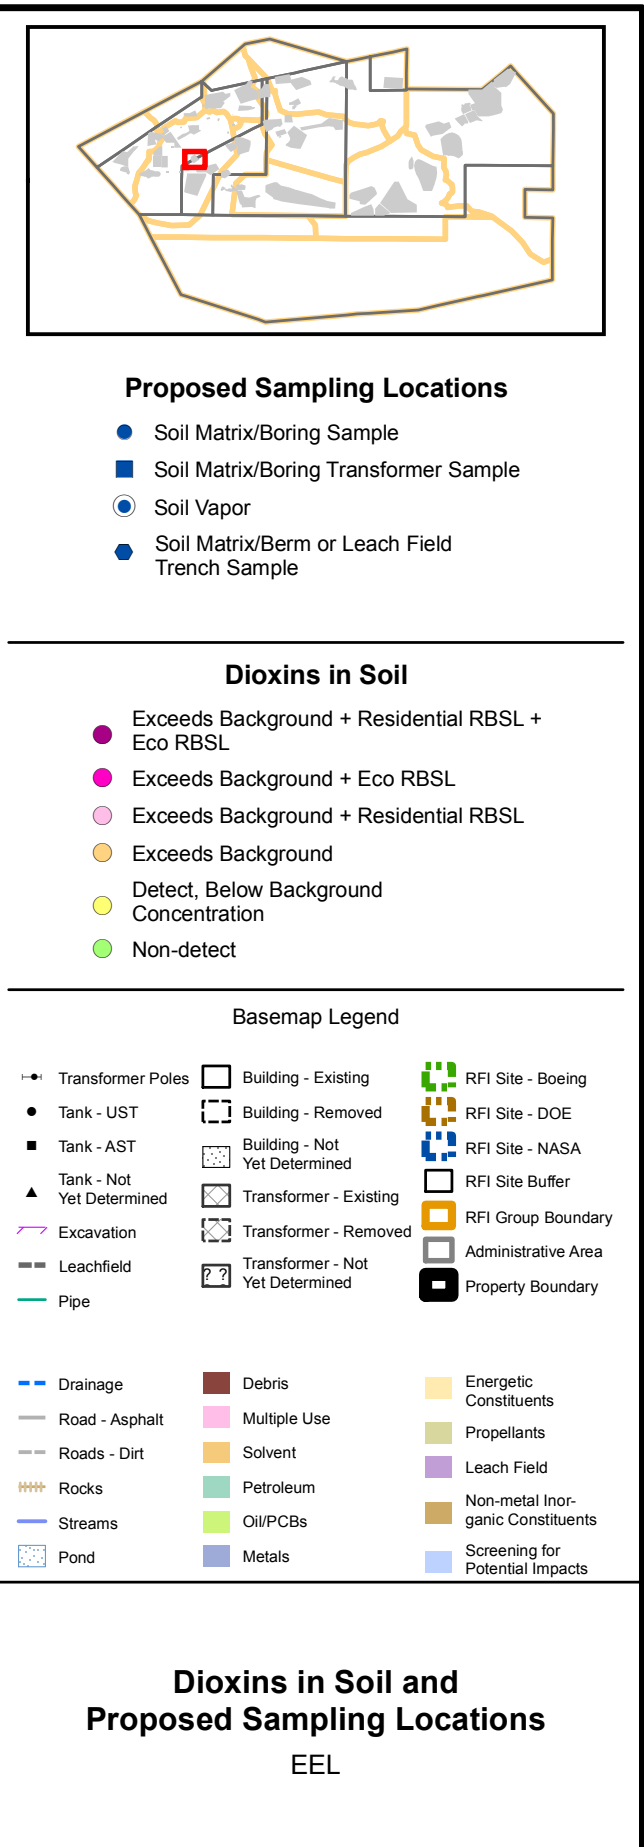 Proposed Sampling Locations
Soil Matrix/Boring Sample
Soil Matrix/Boring Transformer Sample
Soil Vapor
Soil Matrix/Berm or Leach Field
Trench Sample
Dioxins in Soil
Exceeds Background + Residential RBSL +
Eco RBSL
Exceeds Background + Eco RBSL
Exceeds Background + Residential RBSL
Exceeds Background
Detect, Below Background
Concentration
Non-detect
Basemap Legend
Transformer Poles
Tank - UST
Tank - AST
Tank - Not
Yet Determined
Excavation
Leachfield
Pipe
Building - Existing
Building - Removed
Building - Not
Yet Determined
Transformer - Existing
Transformer - Removed
? ?
Transformer - Not
Yet Determined
RFI Site - Boeing
RFI Site - DOE
RFI Site - NASA
RFI Site Buffer
RFI Group Boundary
Administrative Area
Property Boundary
Drainage
Road - Asphalt
Roads - Dirt
Rocks
Streams
Pond
Debris
Multiple Use
Solvent
Petroleum
Oil/PCBs
Metals
Energetic
Constituents
Propellants
Leach Field
Non-metal Inor-
ganic Constituents
Screening for
Potential Impacts
Dioxins in Soil and
Proposed Sampling Locations
EEL